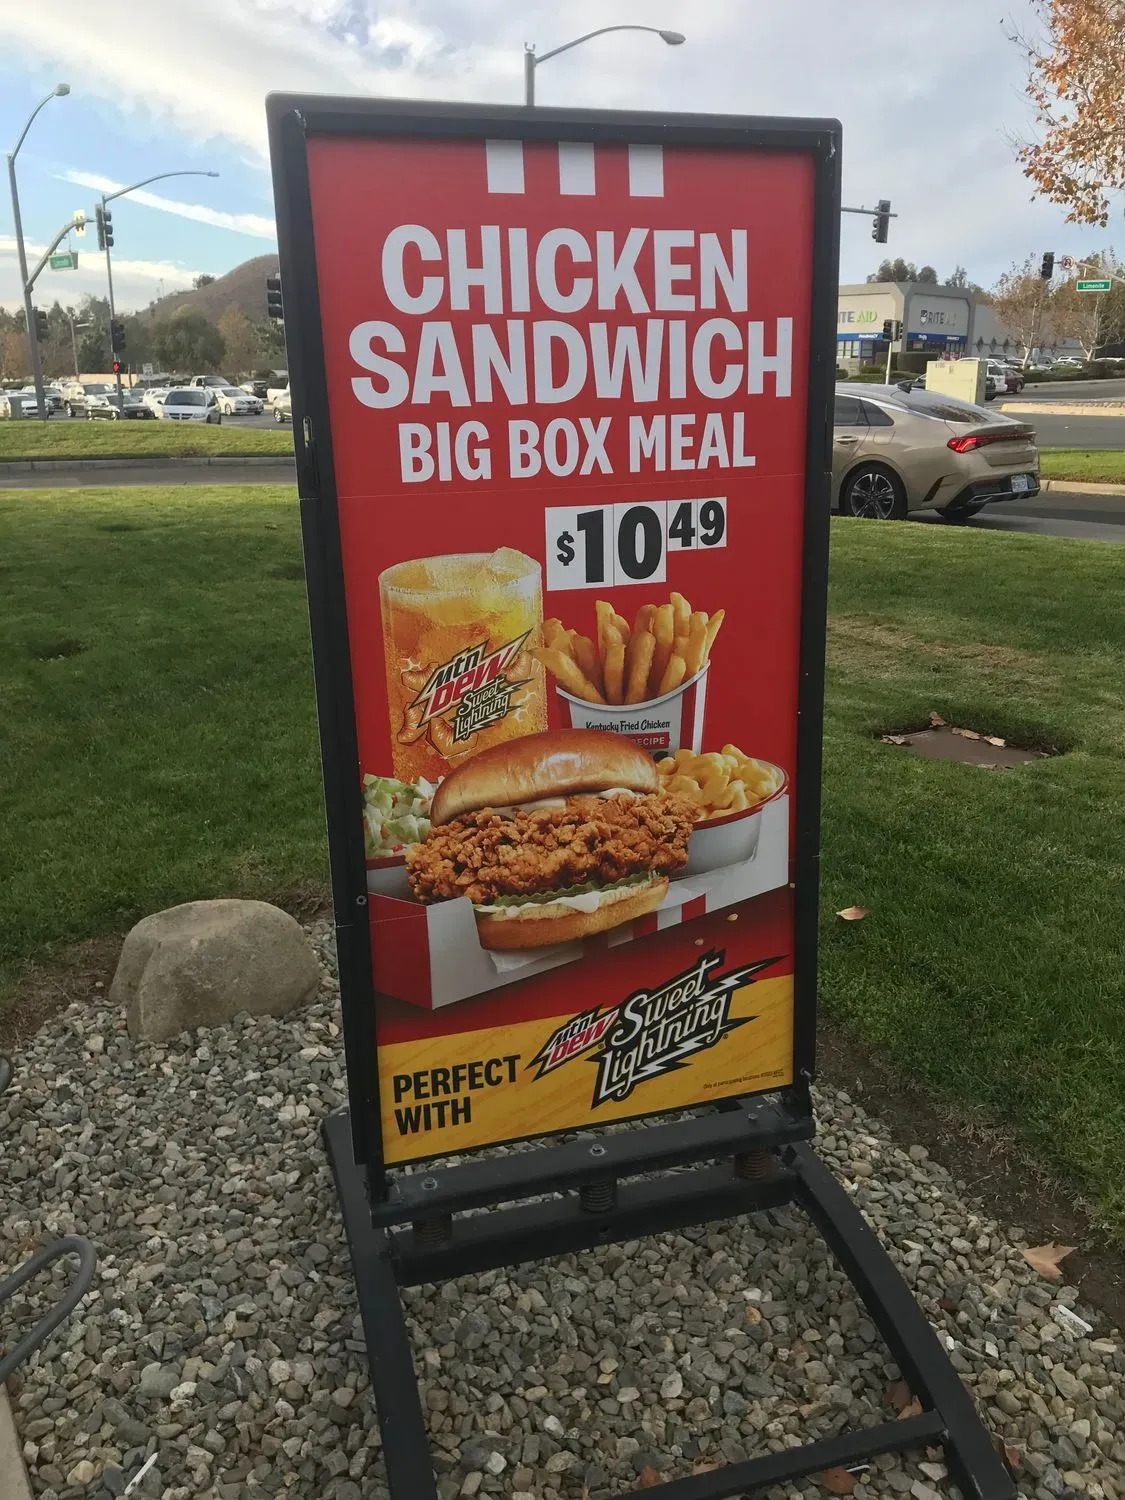 CHICKEN
SANDWICH
BIG BOX MEAL
$10 49
Mtn
DEW
Sweet
Lightning
Kentucky Fried Chicken
RECIPE
PERFECT
WITH
Mtn
DEW
Sweet
Lightning
Limonite
RITE AID
RITE